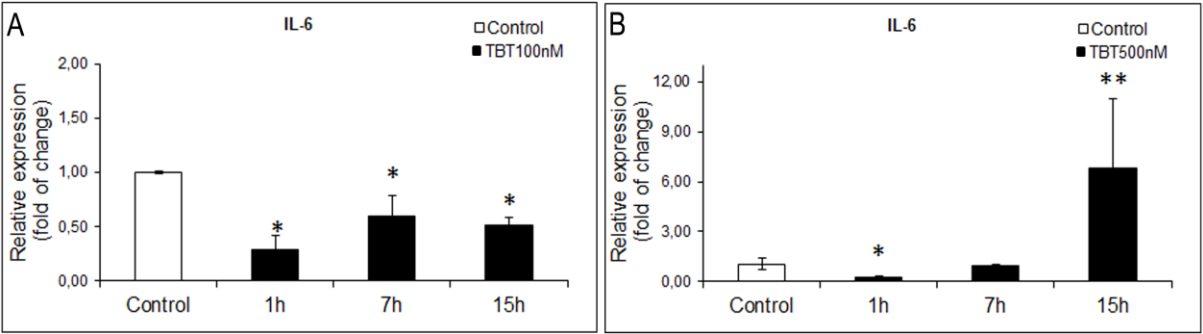 A
IL-6
Control
TBT100nM
Relative expression
(fold of change)
2,00
1,50
1,00
0,50
0,00
*
*
*
Control 1h 7h 15h
B
IL-6
Control
TBT500nM
Relative expression
(fold of change)
12,00
9,00
6,00
3,00
0,00
*
**
Control 1h 7h 15h